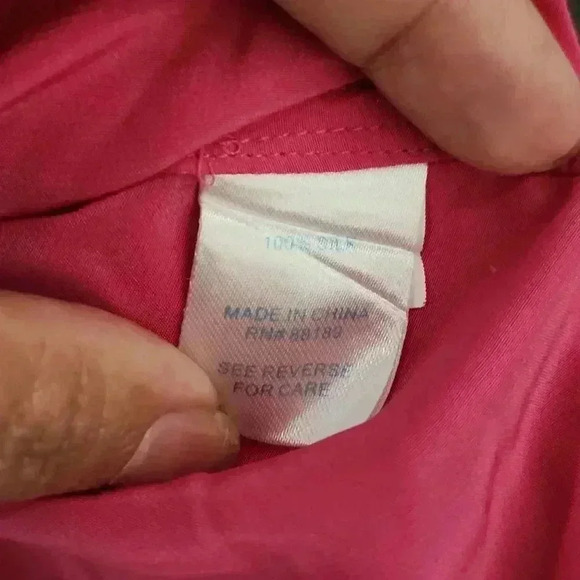 100% SILK
MADE IN CHINA
RN# 88180
SEE REVERSE
FOR CARE